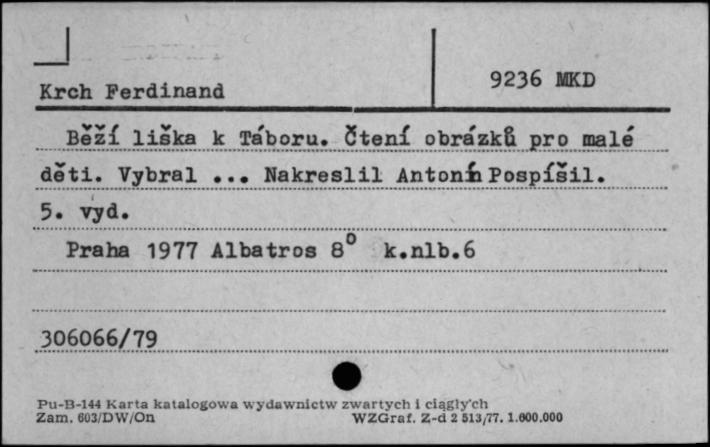 Krch Ferdinand
9236 MKD
Běží liška k Táboru. Čtení obrázků pro malé
děti. Vybral ... Nakreslil Antonín Pospíšil.
5. vyd.
Praha 1977 Albatros 8° k.nlb.6
306066/79
Pu-B-144 Karta katalogowa wydawnictw zwartych i ciągłych
Zam. 603/DW/On WZGraf. Z-d 2 513/77. 1.600.000